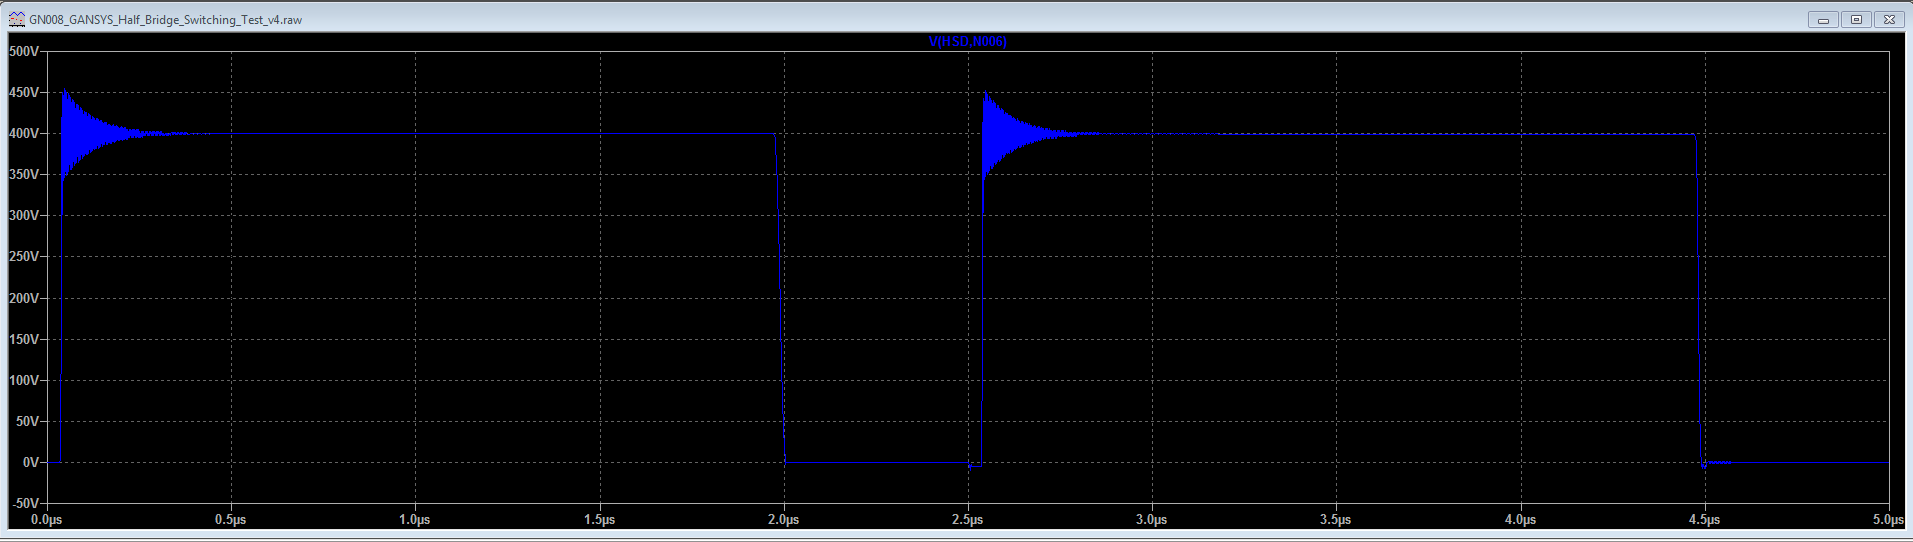 GN008_GANSYS_Half_Bridge_Switching_Test_v4.raw
V(HSD,N006)
500V
450V
400V
350V
300V
250V
200V
150V
100V
50V
0V
-50V
0.0µs 0.5µs 1.0µs 1.5µs 2.0µs 2.5µs 3.0µs 3.5µs 4.0µs 4.5µs 5.0µs